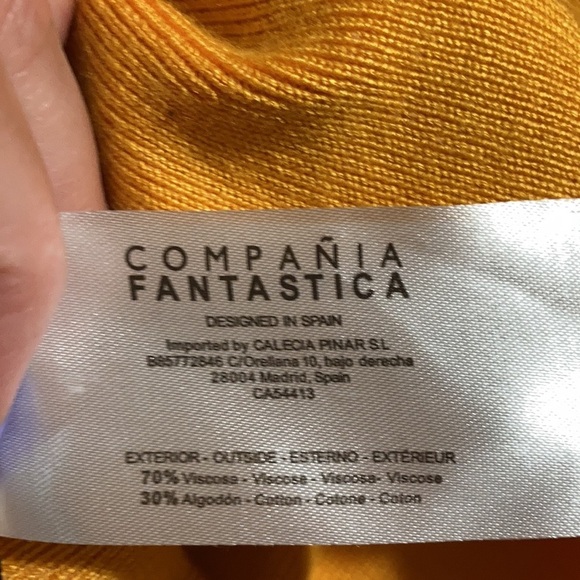 COMPAÑIA
FANTASTICA
DESIGNED IN SPAIN
Imported by CALECIA PINAR S.L
B85772846 C/Orellana 10, bajo derecha
28004 Madrid, Spain
CA54413
EXTERIOR - OUTSIDE - ESTERNO - EXTÉRIEUR
70% Viscosa - Viscose - Viscosa- Viscose
30% Algodón - Cotton - Cotone - Coton